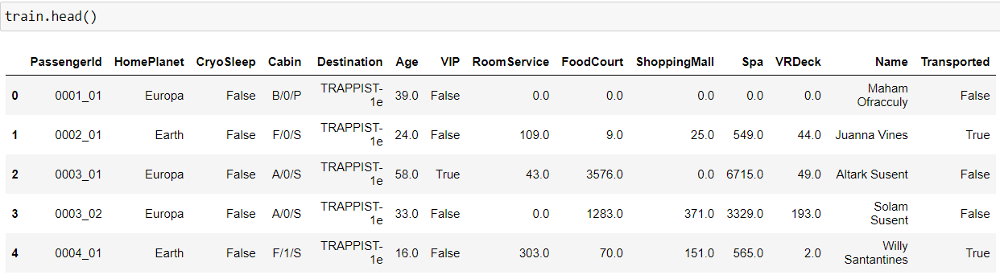 train.head()
PassengerId HomePlanet CryoSleep Cabin Destination Age VIP RoomService FoodCourt ShoppingMall Spa VRDeck Name Transported
0 0001_01 Europa False B/0/P TRAPPIST-1e 39.0 False 0.0 0.0 0.0 0.0 0.0 Maham Ofracculy False
1 0002_01 Earth False F/0/S TRAPPIST-1e 24.0 False 109.0 9.0 25.0 549.0 44.0 Juanna Vines True
2 0003_01 Europa False A/0/S TRAPPIST-1e 58.0 True 43.0 3576.0 0.0 6715.0 49.0 Altark Susent False
3 0003_02 Europa False A/0/S TRAPPIST-1e 33.0 False 0.0 1283.0 371.0 3329.0 193.0 Solam Susent False
4 0004_01 Earth False F/1/S TRAPPIST-1e 16.0 False 303.0 70.0 151.0 565.0 2.0 Willy Santantines True